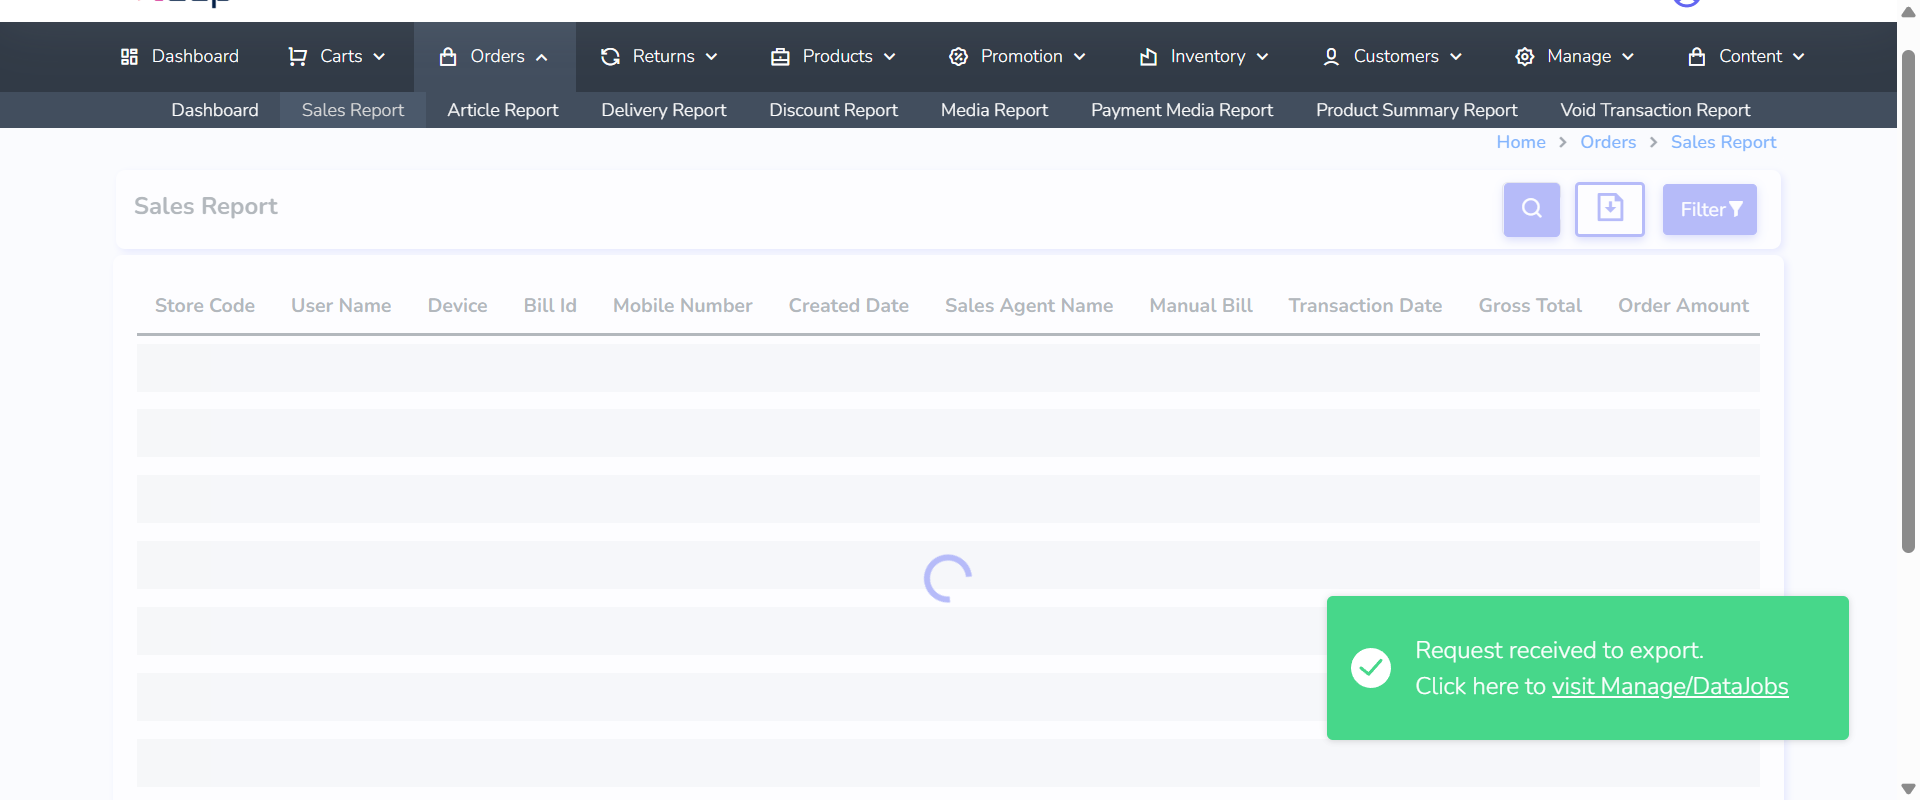 Dashboard Carts Orders Returns Products Promotion Inventory Customers Manage Content
Dashboard Sales Report Article Report Delivery Report Discount Report Media Report Payment Media Report Product Summary Report Void Transaction Report
Home > Orders > Sales Report
Sales Report
Filter
Store Code User Name Device Bill Id Mobile Number Created Date Sales Agent Name Manual Bill Transaction Date Gross Total Order Amount
Request received to export.
Click here to visit Manage/DataJobs